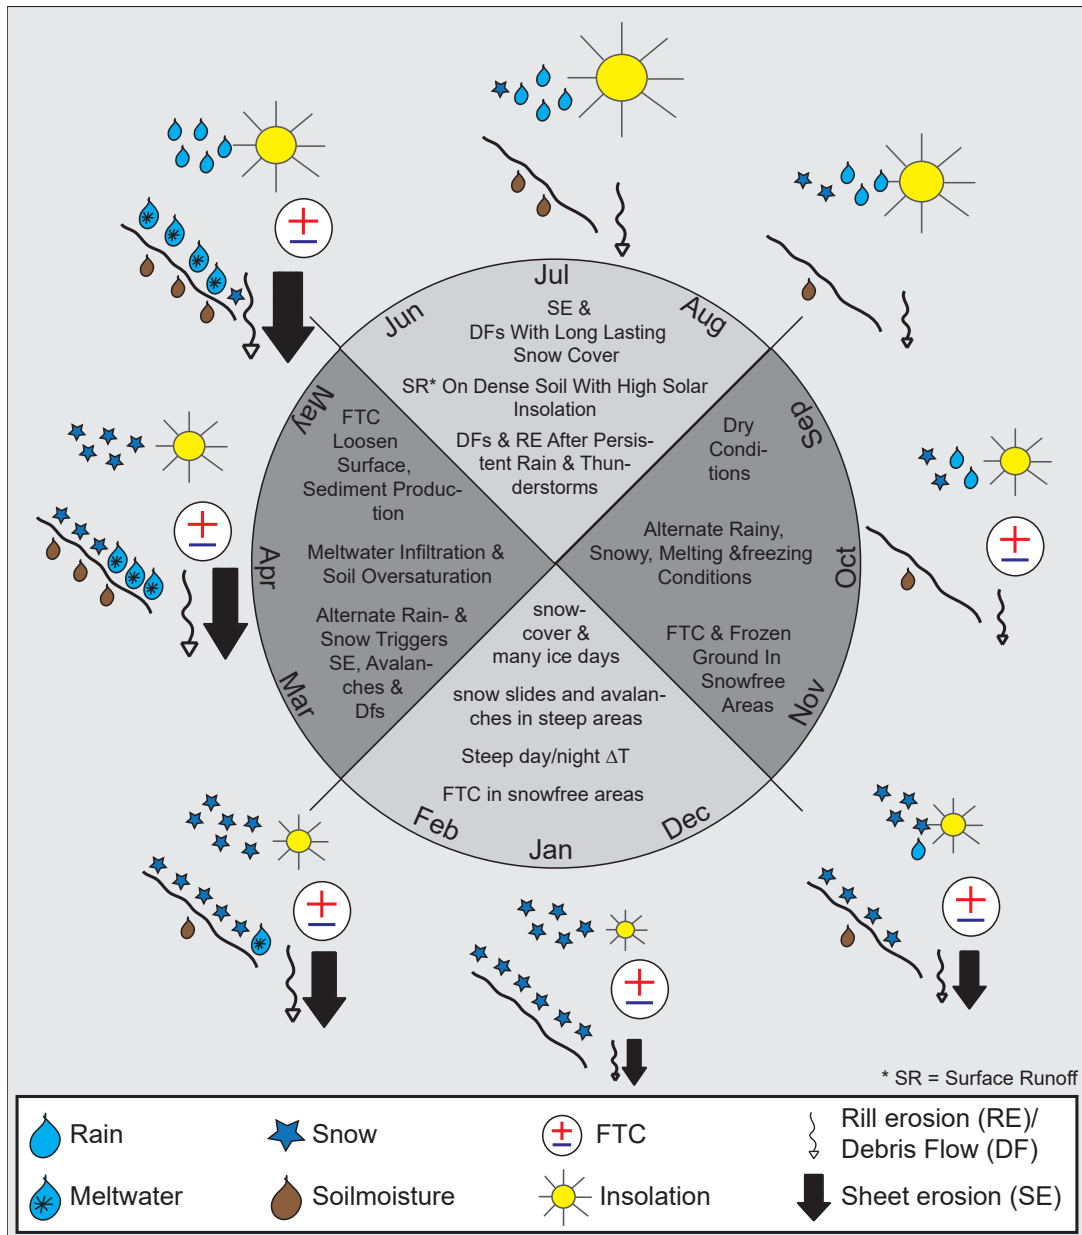 Jul
Jun
Aug
SE &
DFs With Long Lasting
Snow Cover
SR* On Dense Soil With High Solar
Insolation
DFs & RE After Persis-
tent Rain & Thun-
derstorms
May
Apr
Mar
FTC
Loosen
Surface,
Sediment Produc-
tion
Meltwater Infiltration &
Soil Oversaturation
Alternate Rain- &
Snow Triggers
SE, Avalan-
ches &
Dfs
Sep
Oct
Nov
Dry
Condi-
tions
Alternate Rainy,
Snowy, Melting &freezing
Conditions
FTC & Frozen
Ground In
Snowfree
Areas
snow-
cover &
many ice days
snow slides and avalan-
ches in steep areas
Steep day/night ΔT
FTC in snowfree areas
Feb
Jan
Dec
* SR = Surface Runoff
Rain
Snow
FTC
Rill erosion (RE)/
Debris Flow (DF)
Meltwater
Soilmoisture
Insolation
Sheet erosion (SE)